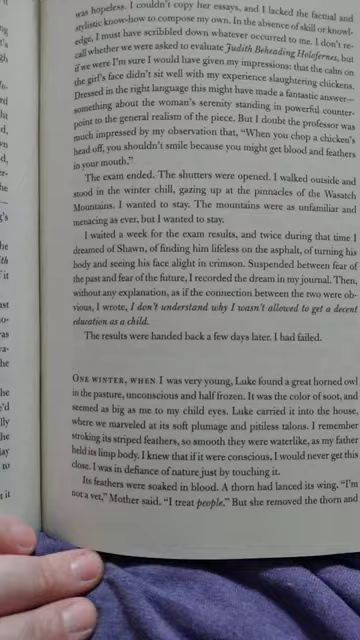 was hopeless. I couldn't copy her essays, and I lacked the factual and
stylistic know-how to compose my own. In the absence of skill or knowl-
edge, I must have scribbled down whatever occurred to me. I don't re-
call whether we were asked to evaluate Judith Beheading Holofernes, but
if we were I'm sure I would have given my impressions: that the calm on
the girl's face didn't sit well with my experience slaughtering chickens.
Dressed in the right language this might have made a fantastic answer—
something about the woman's serenity standing in powerful counter-
point to the general realism of the piece. But I doubt the professor was
much impressed by my observation that, "When you chop a chicken's
head off, you shouldn't smile because you might get blood and feathers
in your mouth."
The exam ended. The shutters were opened. I walked outside and
stood in the winter chill, gazing up at the pinnacles of the Wasatch
Mountains. I wanted to stay. The mountains were as unfamiliar and
menacing as ever, but I wanted to stay.
I waited a week for the exam results, and twice during that time I
dreamed of Shawn, of finding him lifeless on the asphalt, of turning his
body and seeing his face alight in crimson. Suspended between fear of
the past and fear of the future, I recorded the dream in my journal. Then,
without any explanation, as if the connection between the two were ob-
vious, I wrote, I don't understand why I wasn't allowed to get a decent
education as a child.
The results were handed back a few days later. I had failed.
ONE WINTER, WHEN I was very young, Luke found a great horned owl
in the pasture, unconscious and half frozen. It was the color of soot, and
seemed as big as me to my child eyes. Luke carried it into the house,
where we marveled at its soft plumage and pitiless talons. I remember
stroking its striped feathers, so smooth they were waterlike, as my father
held its limp body. I knew that if it were conscious, I would never get this
close. I was in defiance of nature just by touching it.
Its feathers were soaked in blood. A thorn had lanced its wing. "I'm
not a vet," Mother said. "I treat people." But she removed the thorn and